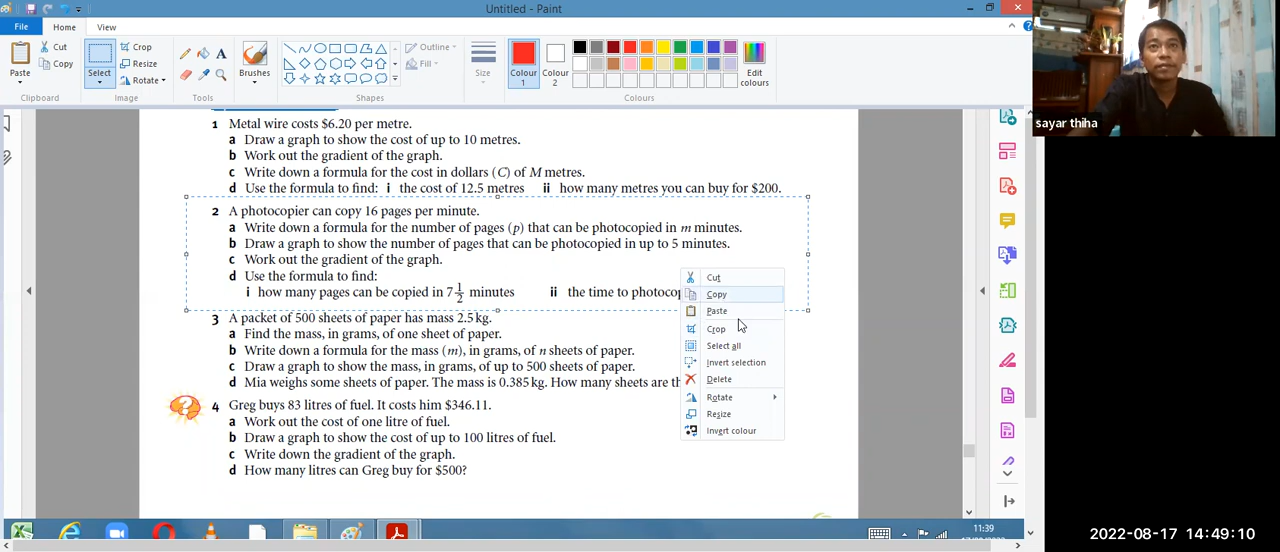 Untitled - Paint
File Home View
Cut
Copy
Paste
Clipboard
Select
Crop
Resize
Rotate
Image
Tools
Brushes
Shapes
Outline
Fill
Size
Colour 1
Colour 2
Edit colours
Colours
sayar thiha
1 Metal wire costs $6.20 per metre.
a Draw a graph to show the cost of up to 10 metres.
b Work out the gradient of the graph.
c Write down a formula for the cost in dollars (C) of M metres.
d Use the formula to find: i the cost of 12.5 metres ii how many metres you can buy for $200.
2 A photocopier can copy 16 pages per minute.
a Write down a formula for the number of pages (p) that can be photocopied in m minutes.
b Draw a graph to show the number of pages that can be photocopied in up to 5 minutes.
c Work out the gradient of the graph.
d Use the formula to find:
i how many pages can be copied in 7 1/2 minutes ii the time to photocop
3 A packet of 500 sheets of paper has mass 2.5 kg.
a Find the mass, in grams, of one sheet of paper.
b Write down a formula for the mass (m), in grams, of n sheets of paper.
c Draw a graph to show the mass, in grams, of up to 500 sheets of paper.
d Mia weighs some sheets of paper. The mass is 0.385 kg. How many sheets are th
4 Greg buys 83 litres of fuel. It costs him $346.11.
a Work out the cost of one litre of fuel.
b Draw a graph to show the cost of up to 100 litres of fuel.
c Write down the gradient of the graph.
d How many litres can Greg buy for $500?
Cut
Copy
Paste
Crop
Select all
Invert selection
Delete
Rotate
Resize
Invert colour
11:39
2022-08-17 14:49:10